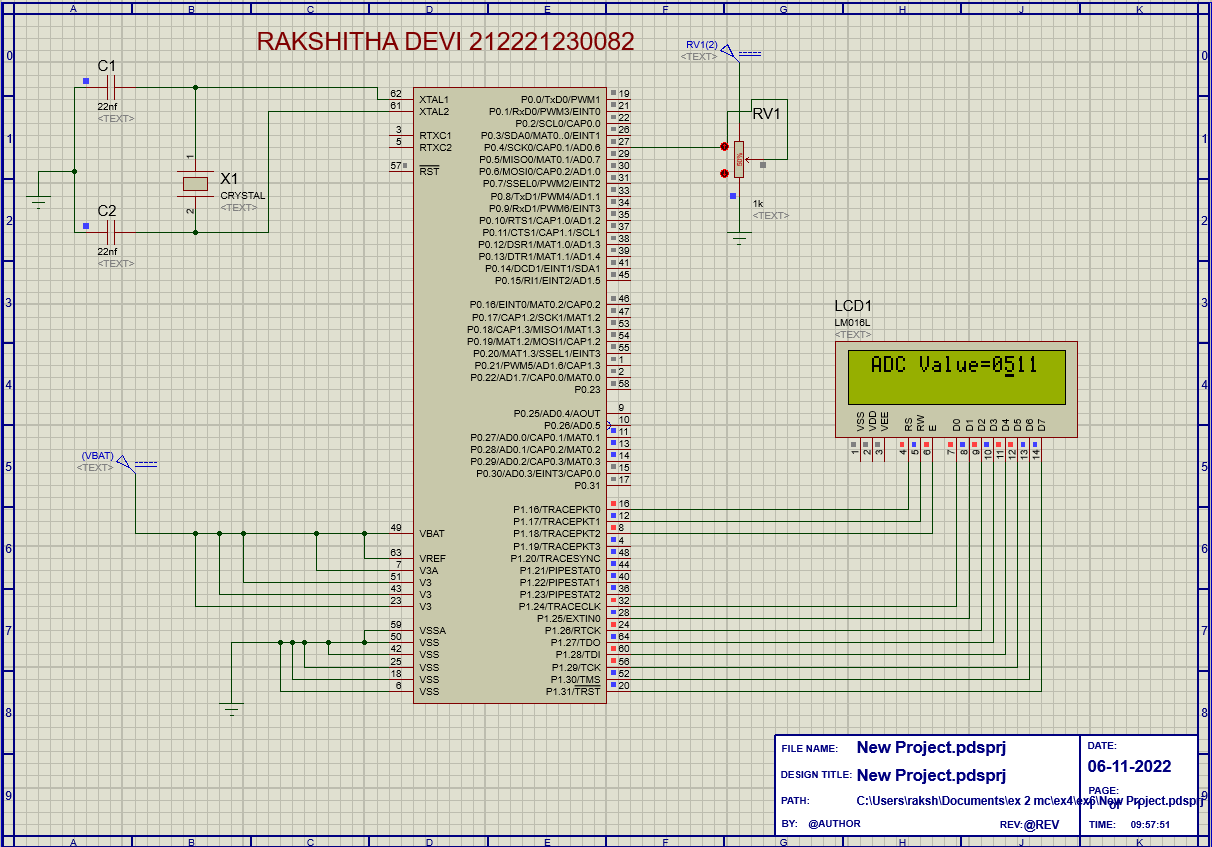 A B C D E F G H J K
RAKSHITHA DEVI 212221230082
RV1(2)
<TEXT>
0 0
C1
22nf
<TEXT>
RV1
50%
1k
<TEXT>
1 1
X1
CRYSTAL
<TEXT>
1
2
C2
22nf
<TEXT>
2 2
62 XTAL1
61 XTAL2
3 RTXC1
5 RTXC2
57 RST
P0.0/TxD0/PWM1 19
P0.1/RxD0/PWM3/EINT0 21
P0.2/SCL0/CAP0.0 22
P0.3/SDA0/MAT0..0/EINT1 26
P0.4/SCK0/CAP0.1/AD0.6 27
P0.5/MISO0/MAT0.1/AD0.7 29
P0.6/MOSI0/CAP0.2/AD1.0 30
P0.7/SSEL0/PWM2/EINT2 31
P0.8/TxD1/PWM4/AD1.1 33
P0.9/RxD1/PWM6/EINT3 34
P0.10/RTS1/CAP1.0/AD1.2 35
P0.11/CTS1/CAP1.1/SCL1 37
P0.12/DSR1/MAT1.0/AD1.3 38
P0.13/DTR1/MAT1.1/AD1.4 39
P0.14/DCD1/EINT1/SDA1 41
P0.15/RI1/EINT2/AD1.5 45
3 3
P0.16/EINT0/MAT0.2/CAP0.2 46
P0.17/CAP1.2/SCK1/MAT1.2 47
P0.18/CAP1.3/MISO1/MAT1.3 53
P0.19/MAT1.2/MOSI1/CAP1.2 54
P0.20/MAT1.3/SSEL1/EINT3 55
P0.21/PWM5/AD1.6/CAP1.3 1
P0.22/AD1.7/CAP0.0/MAT0.0 2
P0.23 58
LCD1
LM016L
<TEXT>
ADC Value=0511
VSS VDD VEE RS RW E D0 D1 D2 D3 D4 D5 D6 D7
1 2 3 4 5 6 7 8 9 10 11 12 13 14
4 4
P0.25/AD0.4/AOUT 9
P0.26/AD0.5 10
P0.27/AD0.0/CAP0.1/MAT0.1 11
P0.28/AD0.1/CAP0.2/MAT0.2 13
P0.29/AD0.2/CAP0.3/MAT0.3 14
P0.30/AD0.3/EINT3/CAP0.0 15
P0.31 17
5 5
(VBAT)
<TEXT>
49 VBAT
63 VREF
7 V3A
51 V3
43 V3
23 V3
59 VSSA
50 VSS
42 VSS
25 VSS
18 VSS
6 VSS
P1.16/TRACEPKT0 16
P1.17/TRACEPKT1 12
P1.18/TRACEPKT2 8
P1.19/TRACEPKT3 4
P1.20/TRACESYNC 48
P1.21/PIPESTAT0 44
P1.22/PIPESTAT1 40
P1.23/PIPESTAT2 36
P1.24/TRACECLK 32
P1.25/EXTIN0 28
P1.26/RTCK 24
P1.27/TDO 64
P1.28/TDI 60
P1.29/TCK 56
P1.30/TMS 52
P1.31/TRST 20
6 6
7 7
8 8
9 9
FILE NAME: New Project.pdsprj
DESIGN TITLE: New Project.pdsprj
PATH: C:\Users\raksh\Documents\ex 2 mc\ex4\ex6\New Project.pdsprj
BY: @AUTHOR REV:@REV
DATE:
06-11-2022
PAGE:
1 of 1
TIME: 09:57:51
A B C D E F G H J K